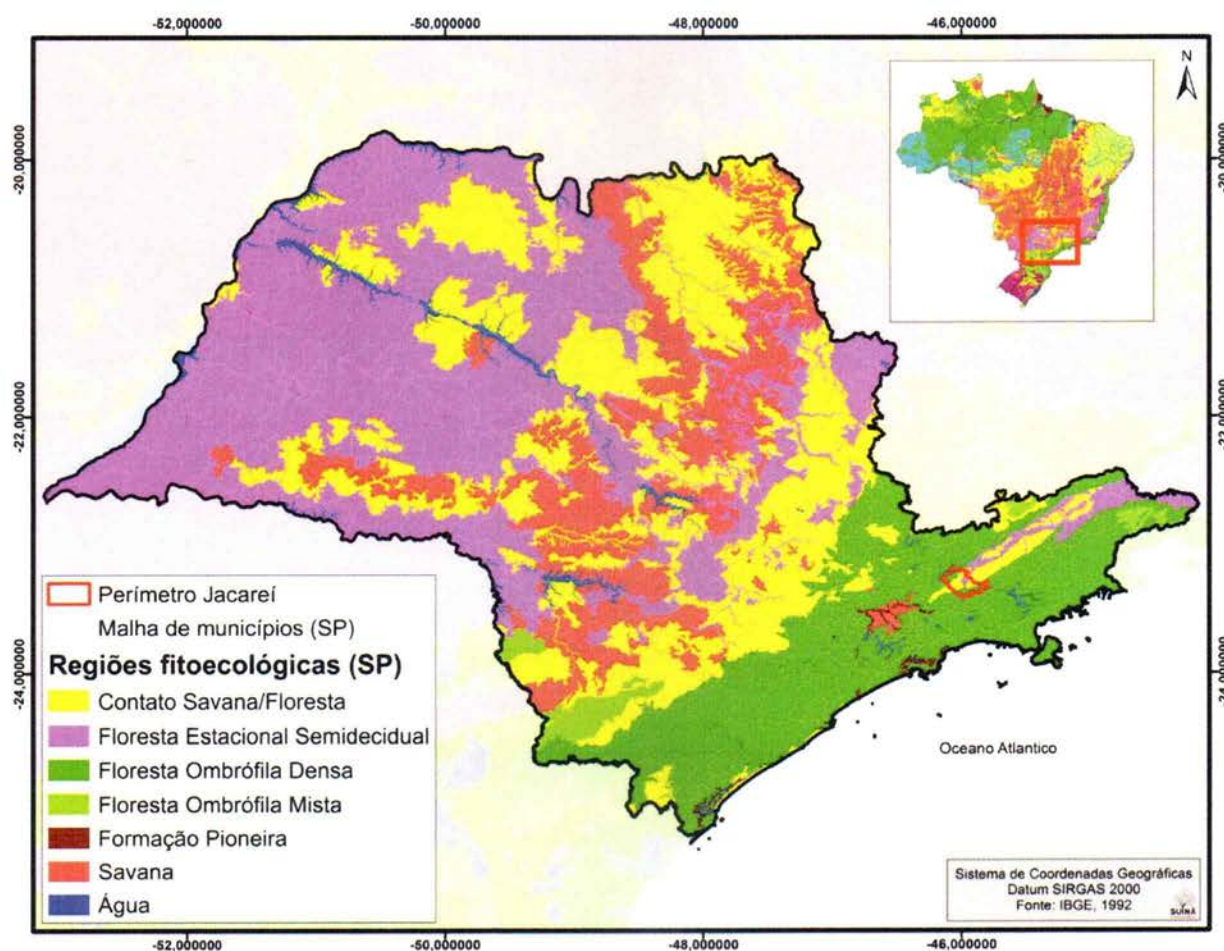 -52,000000 -50,000000 -48,000000 -46,000000
N
-20,000000 -20,000000
-22,000000 -22,000000
-24,000000 -24,000000
Perímetro Jacareí
Malha de municípios (SP)
Regiões fitoecológicas (SP)
Contato Savana/Floresta
Floresta Estacional Semidecidual
Floresta Ombrófila Densa
Floresta Ombrófila Mista
Formação Pioneira
Savana
Água
Oceano Atlantico
Sistema de Coordenadas Geográficas
Datum SIRGAS 2000
Fonte: IBGE, 1992
SUINÃ
-52,000000 -50,000000 -48,000000 -46,000000